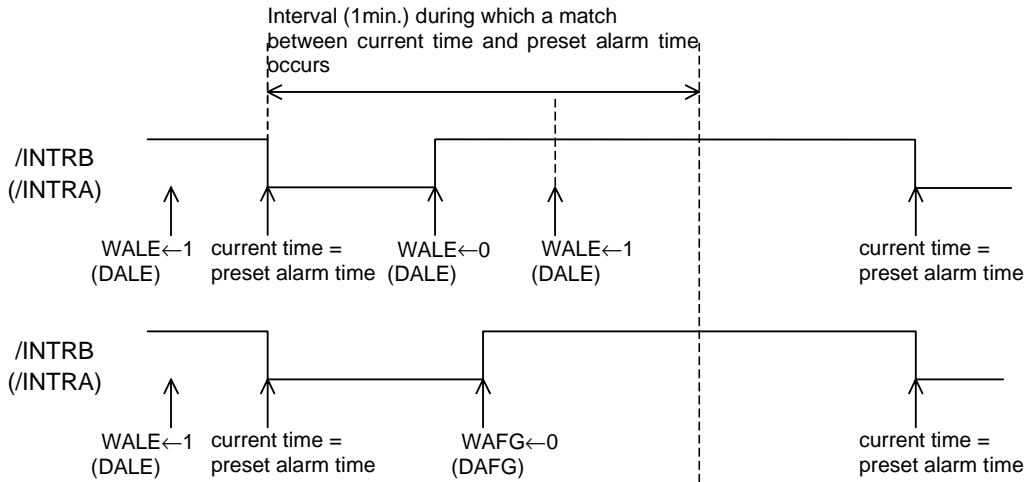 Interval (1min.) during which a match
between current time and preset alarm time
occurs
/INTRB
(/INTRA)
WALE←1
(DALE)
current time =
preset alarm time
WALE←0
(DALE)
WALE←1
(DALE)
current time =
preset alarm time
/INTRB
(/INTRA)
WALE←1
(DALE)
current time =
preset alarm time
WAFG←0
(DAFG)
current time =
preset alarm time